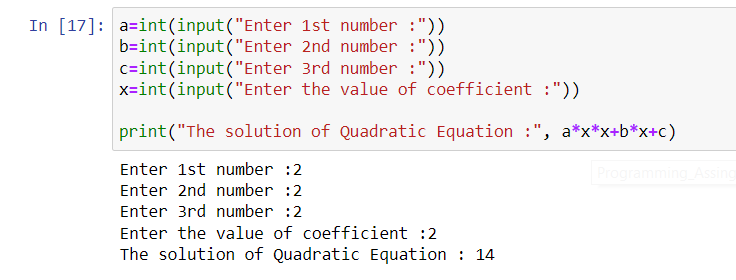 In [17]: a=int(input("Enter 1st number :"))
b=int(input("Enter 2nd number :"))
c=int(input("Enter 3rd number :"))
x=int(input("Enter the value of coefficient :"))
print("The solution of Quadratic Equation :", a*x*x+b*x+c)
Enter 1st number :2
Programming_Assign
Enter 2nd number :2
Enter 3rd number :2
Enter the value of coefficient :2
The solution of Quadratic Equation : 14